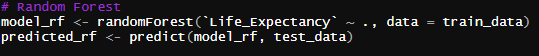 # Random Forest
model_rf <- randomForest(`Life_Expectancy` ~ ., data = train_data)
predicted_rf <- predict(model_rf, test_data)